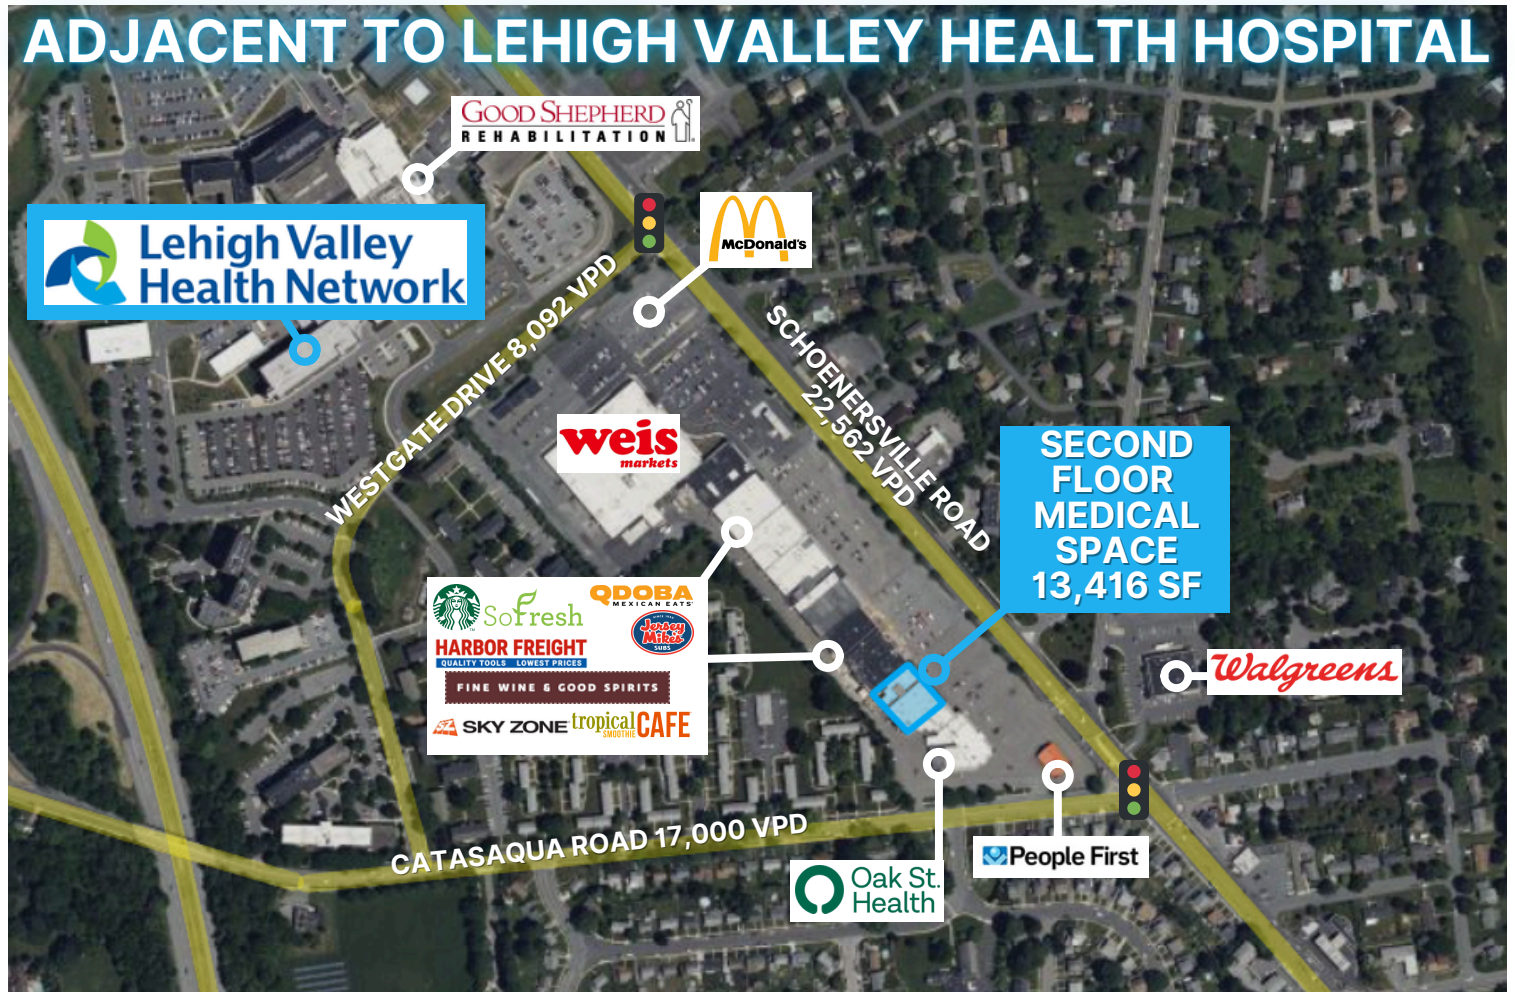 ADJACENT TO LEHIGH VALLEY HEALTH HOSPITAL
GOOD SHEPHERD
REHABILITATION
McDonald's
Lehigh Valley
Health Network
WESTGATE DRIVE 8,092 VPD
SCHOENERSVILLE ROAD
22,562 VPD
weis
markets
SECOND
FLOOR
MEDICAL
SPACE
13,416 SF
SoFresh
QDOBA
MEXICAN EATS
Jersey
Mike's
SUBS
HARBOR FREIGHT
QUALITY TOOLS LOWEST PRICES
FINE WINE & GOOD SPIRITS
SKY ZONE
tropical
SMOOTHIE
CAFE
Walgreens
CATASAQUA ROAD 17,000 VPD
People First
Oak St.
Health